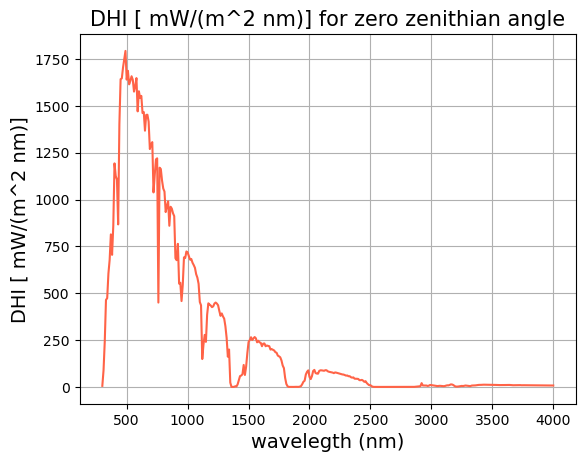 DHI [ mW/(m^2 nm)] for zero zenithian angle
DHI [ mW/(m^2 nm)]
1750
1500
1250
1000
750
500
250
0
500 1000 1500 2000 2500 3000 3500 4000
wavelegth (nm)